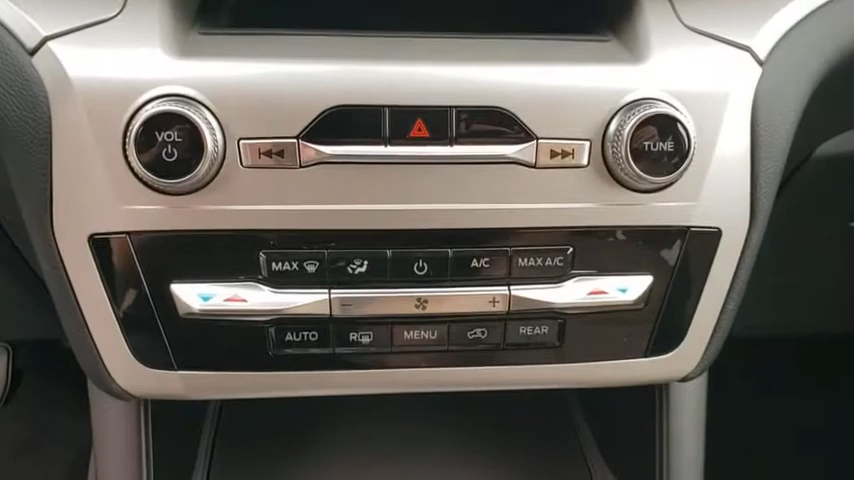 VOL
TUNE
MAX
A/C
MAX A/C
− +
AUTO
R
MENU
REAR